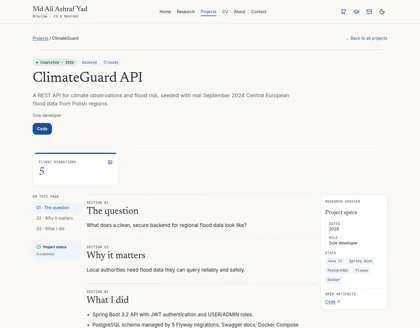 Md Ali Ashraf Yad
Wrocław · CS & NeuroAI
Home Research Projects CV About Contact
Projects / ClimateGuard API
← Back to all projects
Completed · 2026 Backend Climate
ClimateGuard API
A REST API for climate observations and flood risk, seeded with real September 2024 Central European
flood data from Polish regions.
Sole developer
Code
FLYWAY MIGRATIONS
5
ON THIS PAGE
01 · The question
02 · Why it matters
03 · What I did
Project status
Completed
SECTION 01
The question
What does a clean, secure backend for regional flood data look like?
SECTION 02
Why it matters
Local authorities need flood data they can query reliably and safely.
SECTION 03
What I did
• Spring Boot 3.2 API with JWT authentication and USER/ADMIN roles.
• PostgreSQL schema managed by 5 Flyway migrations; Swagger docs; Docker Compose
RESEARCH DOSSIER
Project specs
DATES
2026
ROLE
Sole developer
STACK
Java 17 Spring Boot
PostgreSQL Flyway
Docker
OPEN ARTIFACTS
Code